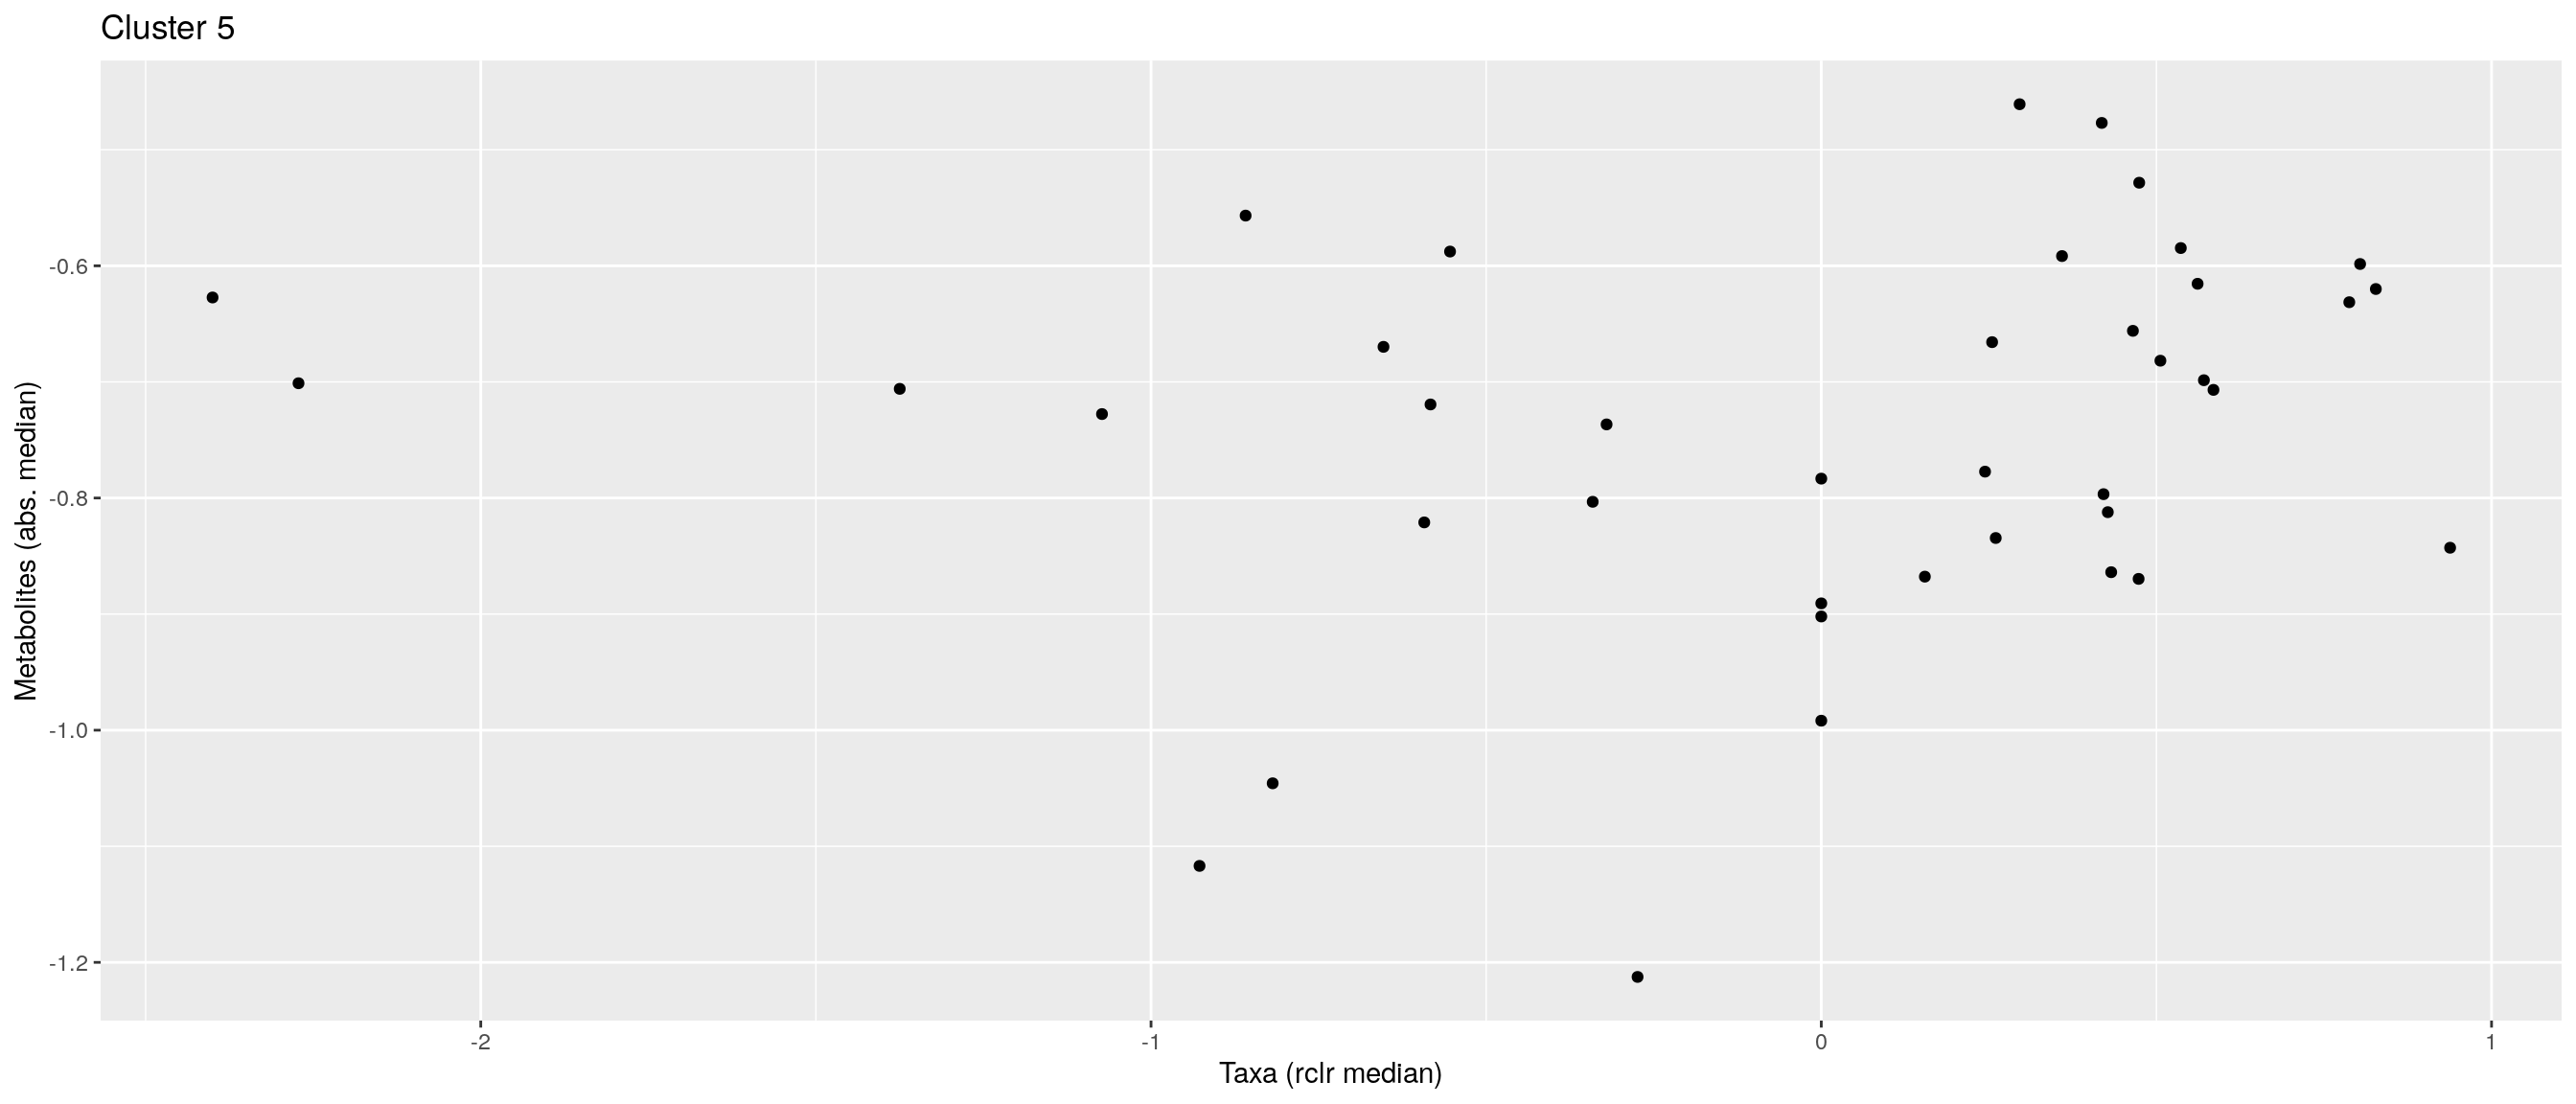 Cluster 5
Metabolites (abs. median)
-0.6
-0.8
-1.0
-1.2
-2
-1
0
1
Taxa (rclr median)